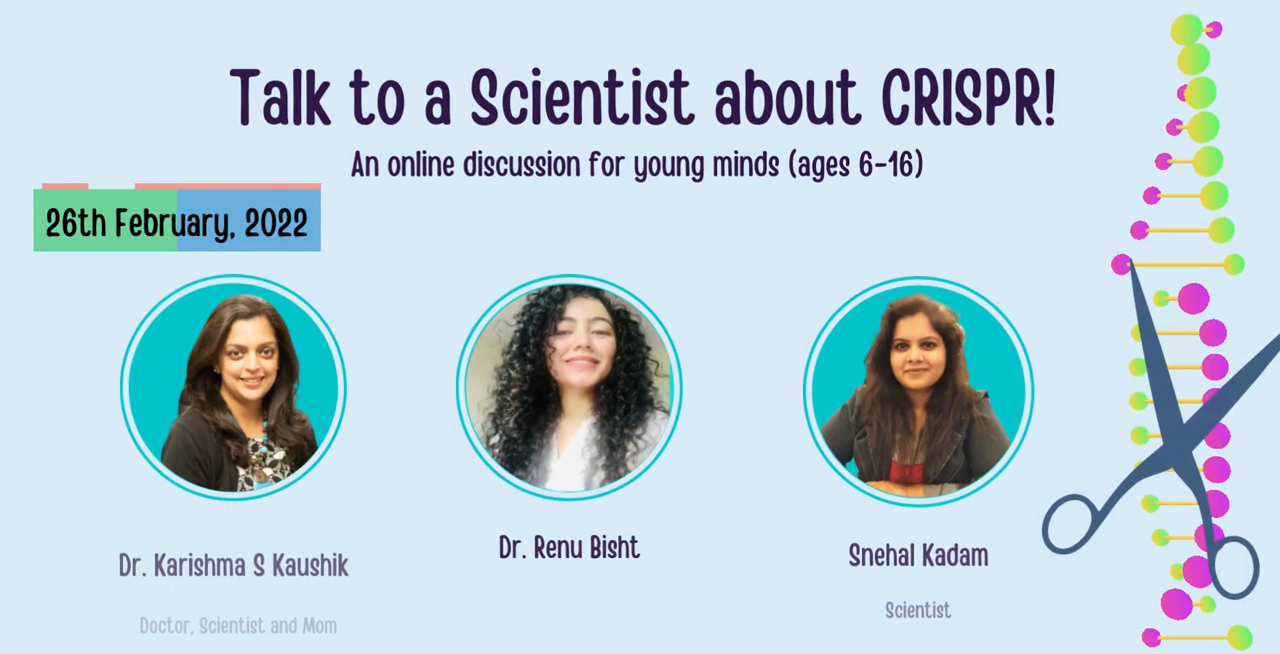 Talk to a Scientist about CRISPR!
An online discussion for young minds (ages 6-16)
26th February, 2022
Dr. Karishma S Kaushik
Doctor, Scientist and Mom
Dr. Renu Bisht
Snehal Kadam
Scientist